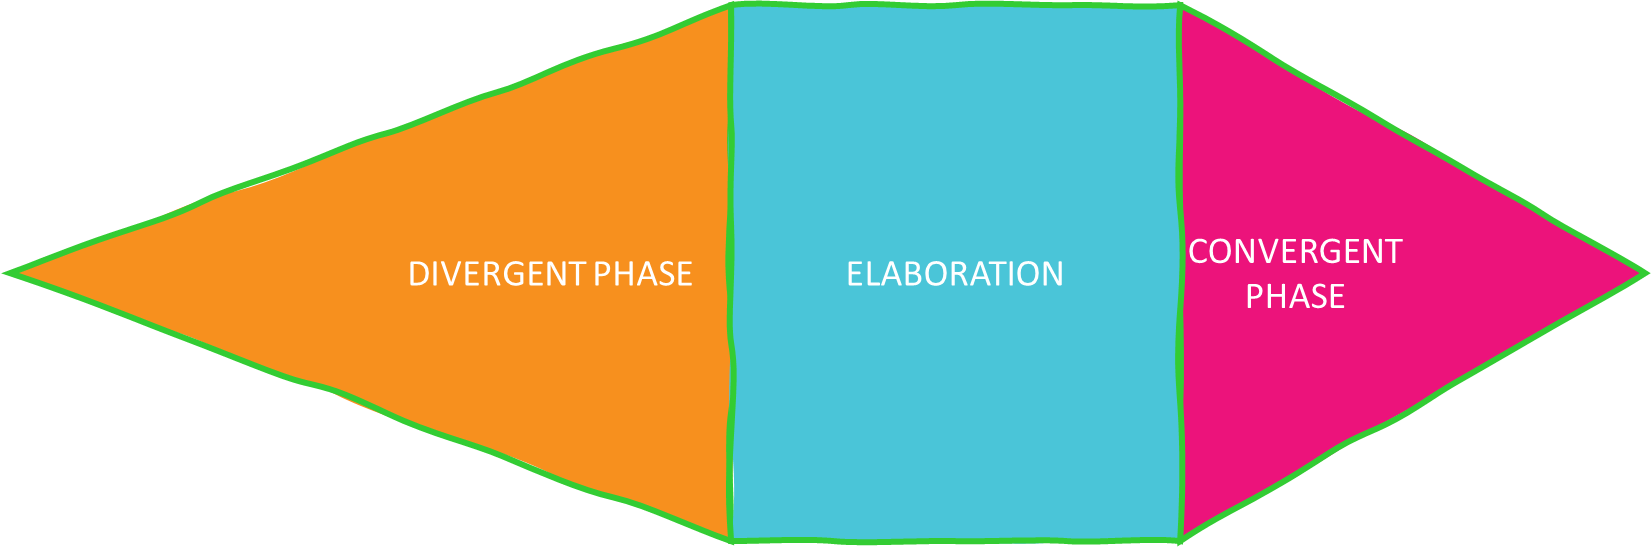 DIVERGENT PHASE
ELABORATION
CONVERGENT
PHASE